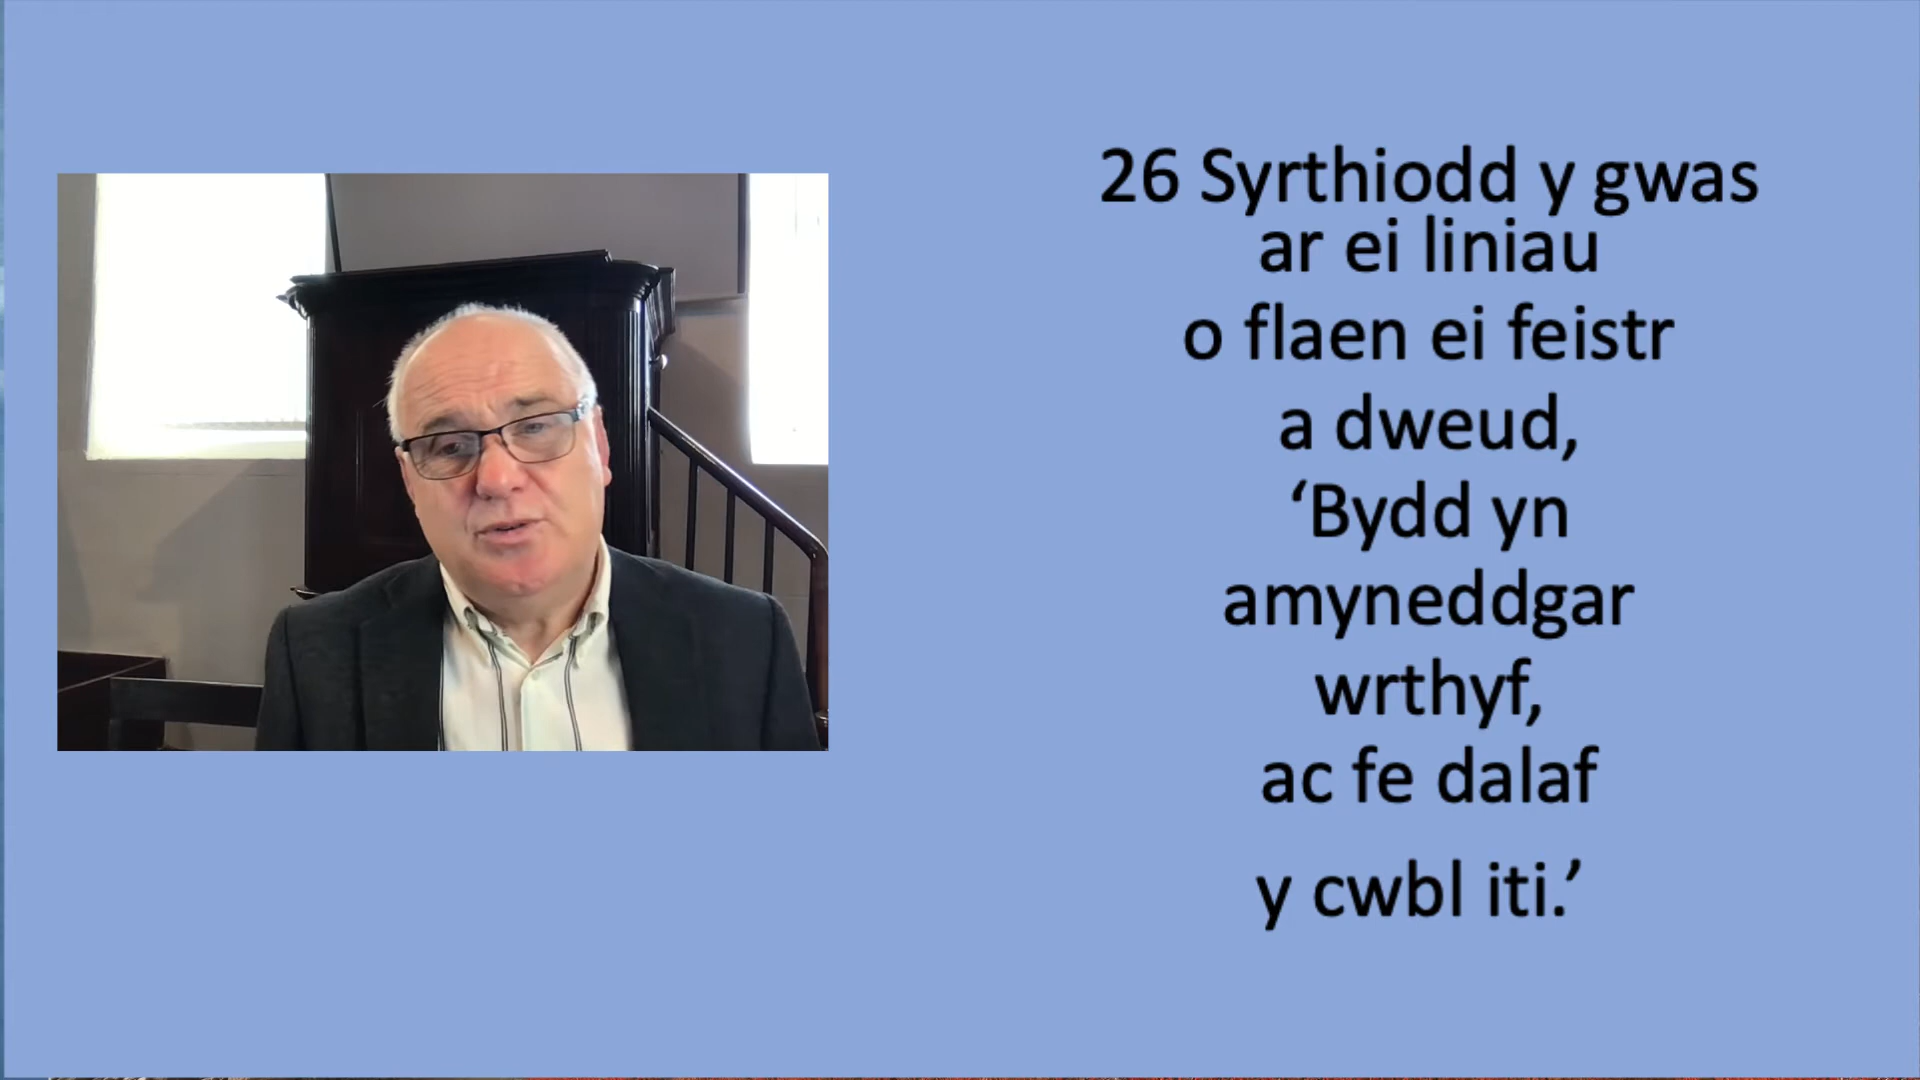 26 Syrthiodd y gwas
ar ei liniau
o flaen ei feistr
a dweud,
‘Bydd yn
amyneddgar
wrthyf,
ac fe dalaf
y cwbl iti.’